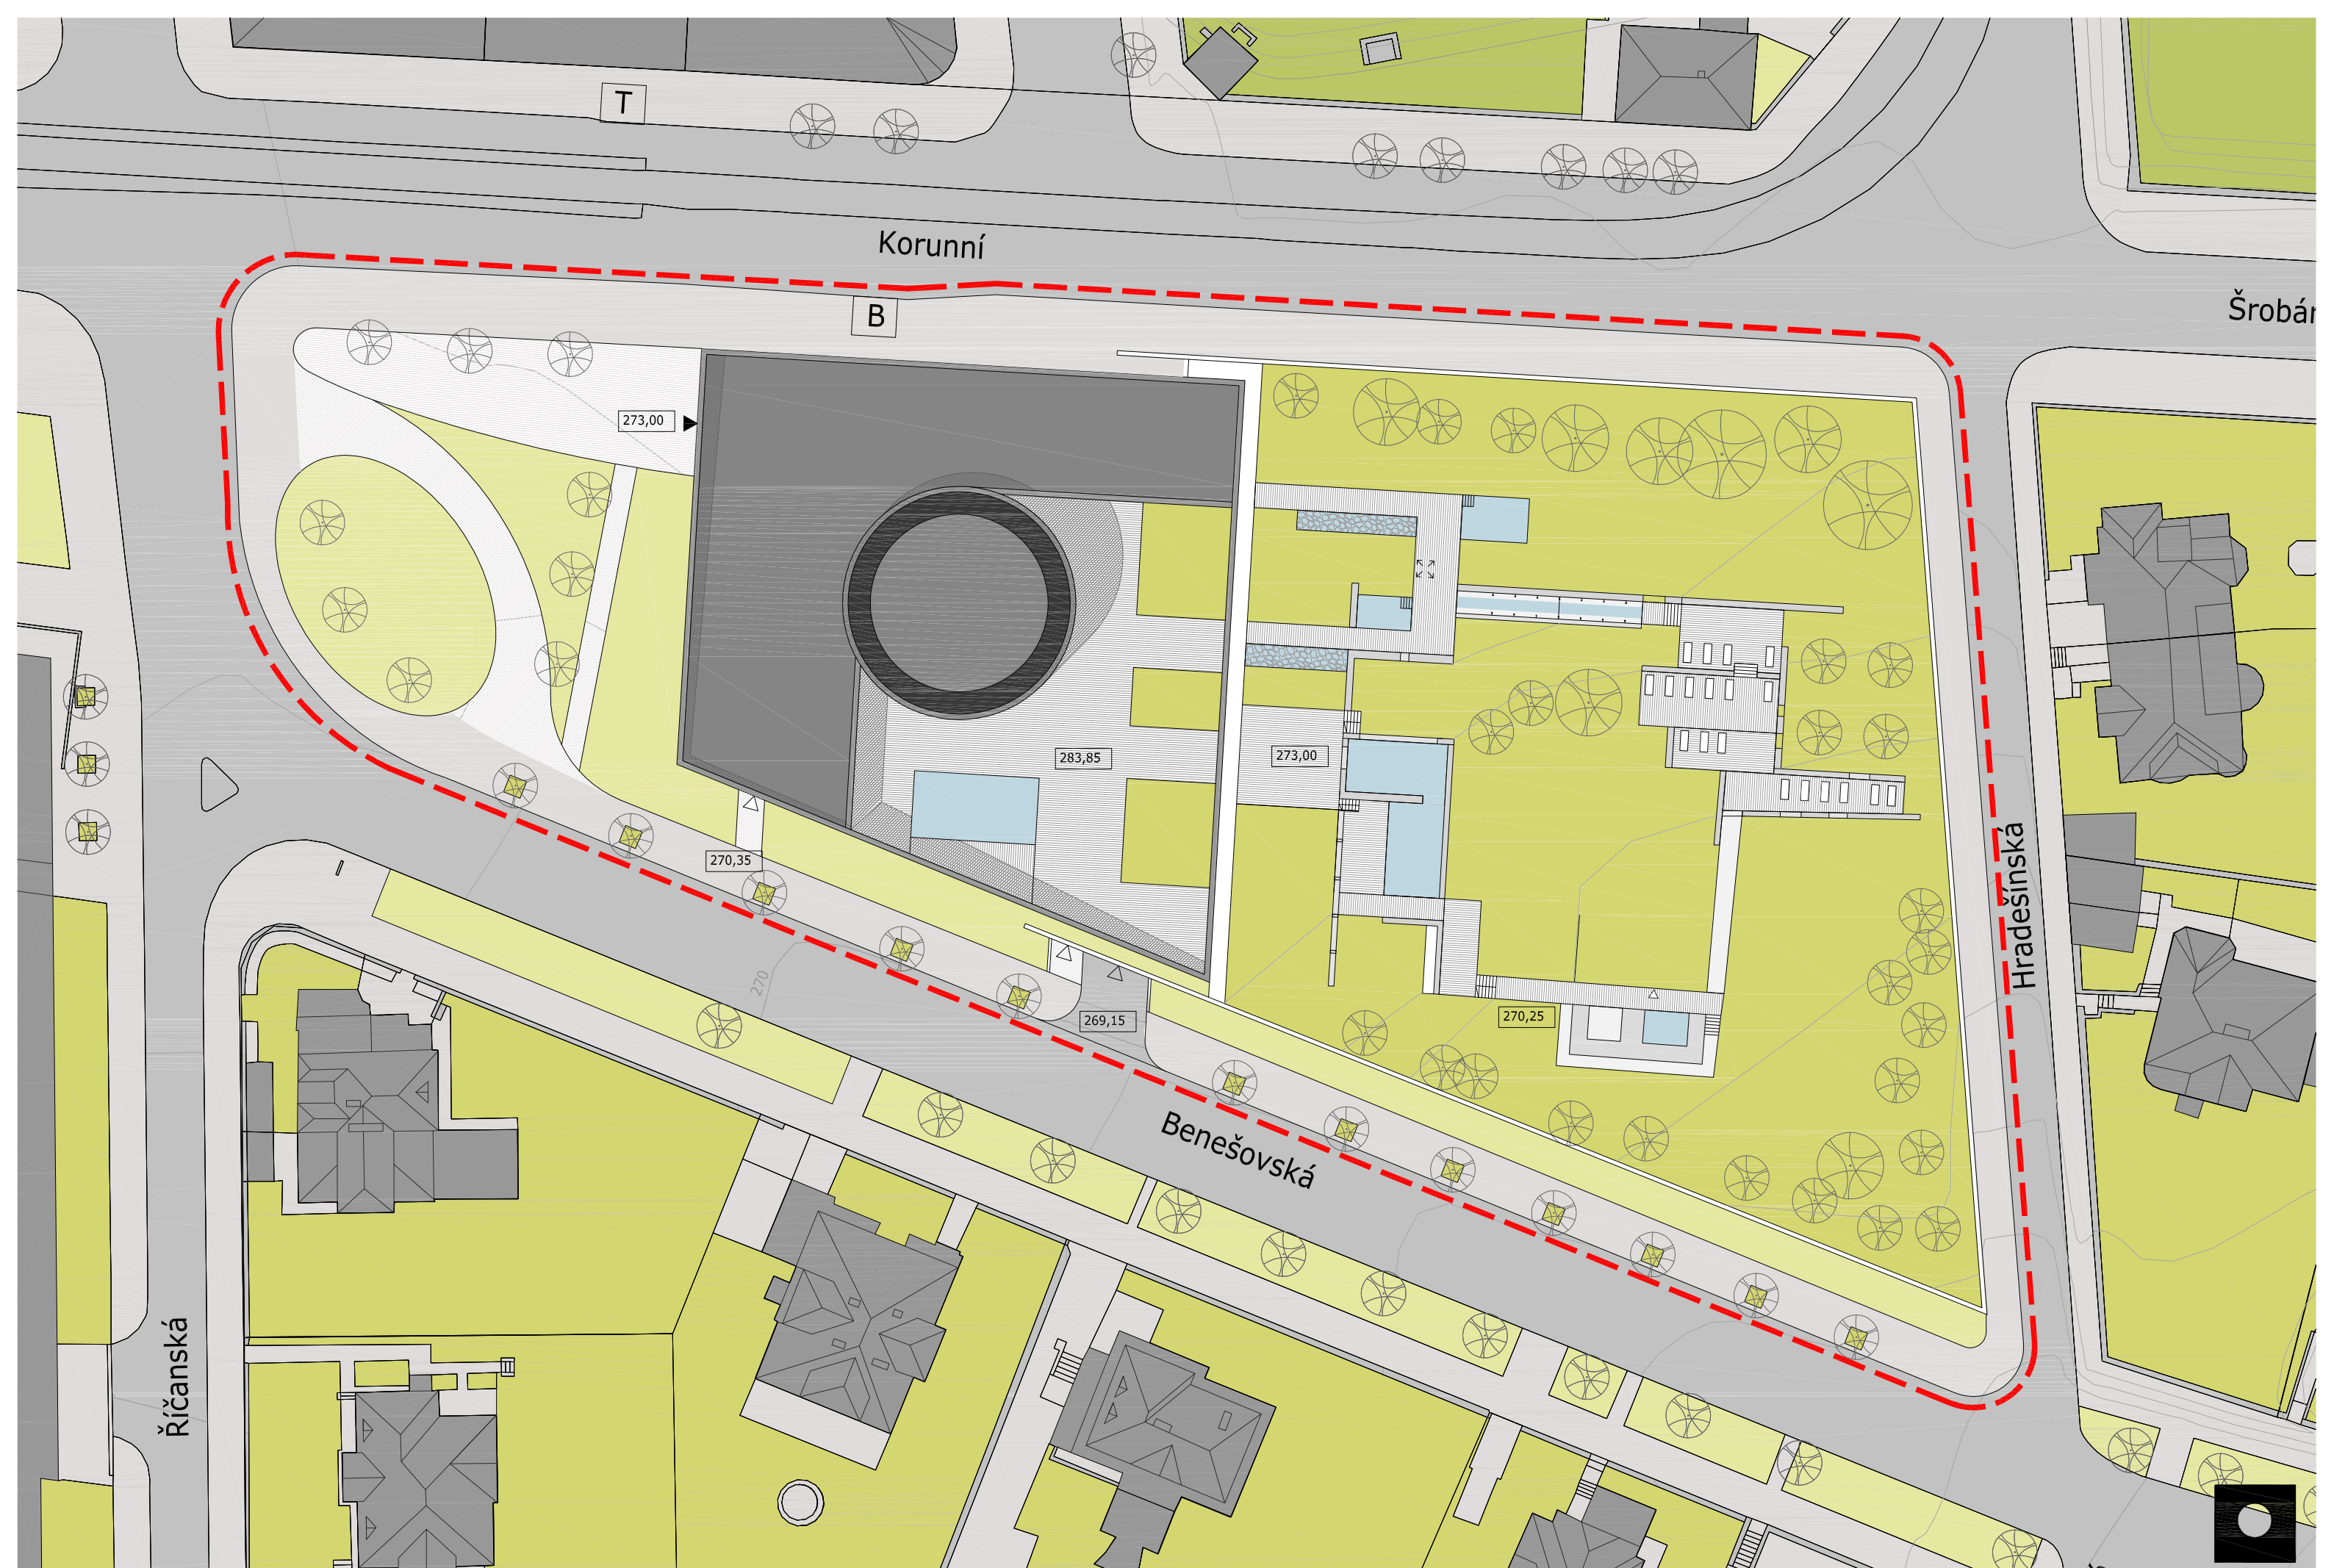 T
Korunní
Šrobár
B
273,00
283,85
273,00
270,35
270
269,15
270,25
Hradešínská
Benešovská
Říčanská